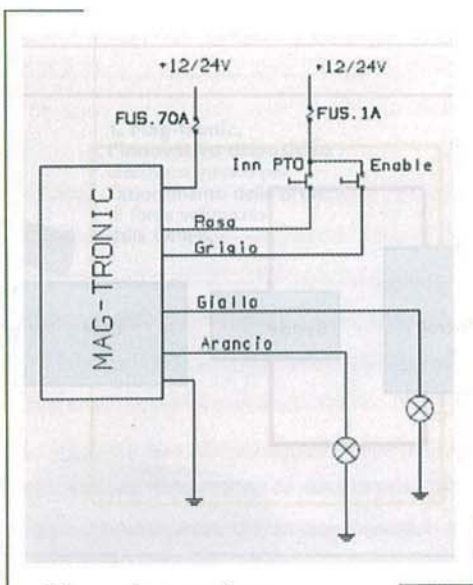 +12/24V +12/24V
FUS.70A FUS.1A
Inn PTO Enable
MAG-TRONIC
Rosa
Grigio
Giallo
Arancio